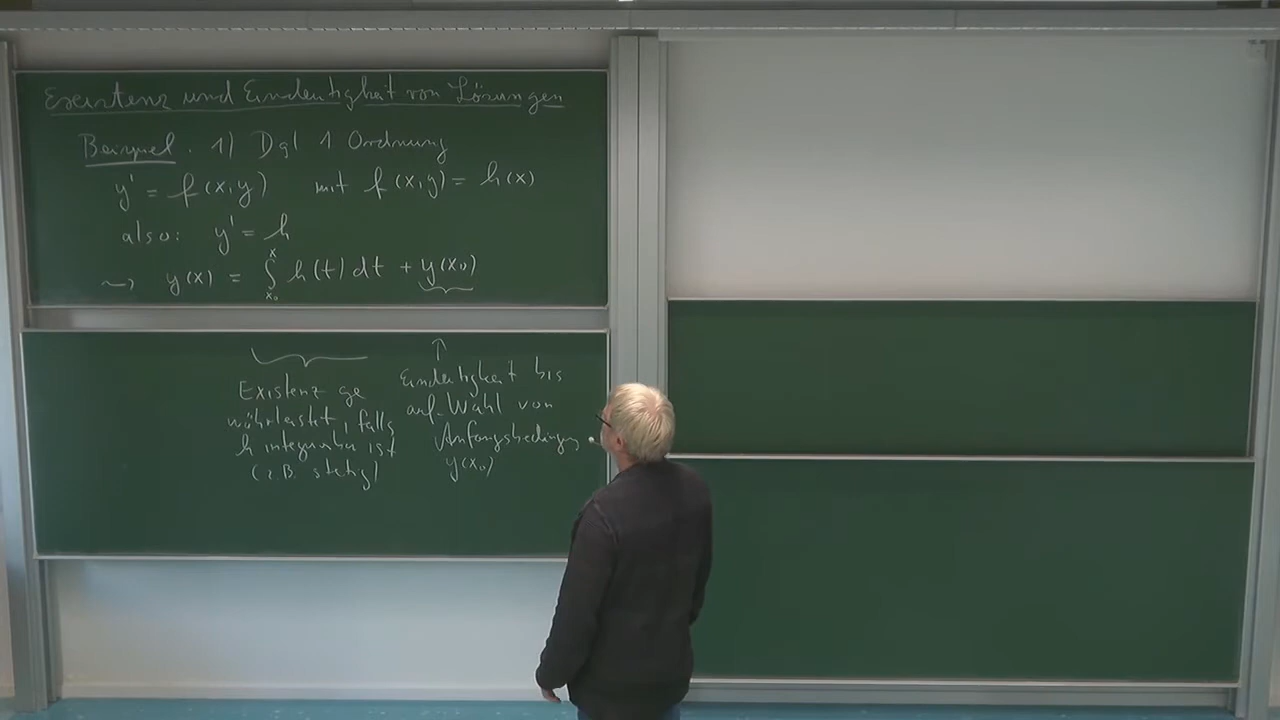 Existenz und Eindeutigkeit von Lösungen
Beispiel. 1) Dgl 1 Ordnung
y' = f(x,y) mit f(x,y) = h(x)
also: y' = h
⇝ y(x) = ∫_{x₀}^{x} h(t) dt + y(x₀)
Existenz ge
währleistet, falls
h integrierbar ist
(z.B. stetig)
↑
Eindeutigkeit bis
auf Wahl von
Anfangsbedingung
y(x₀)